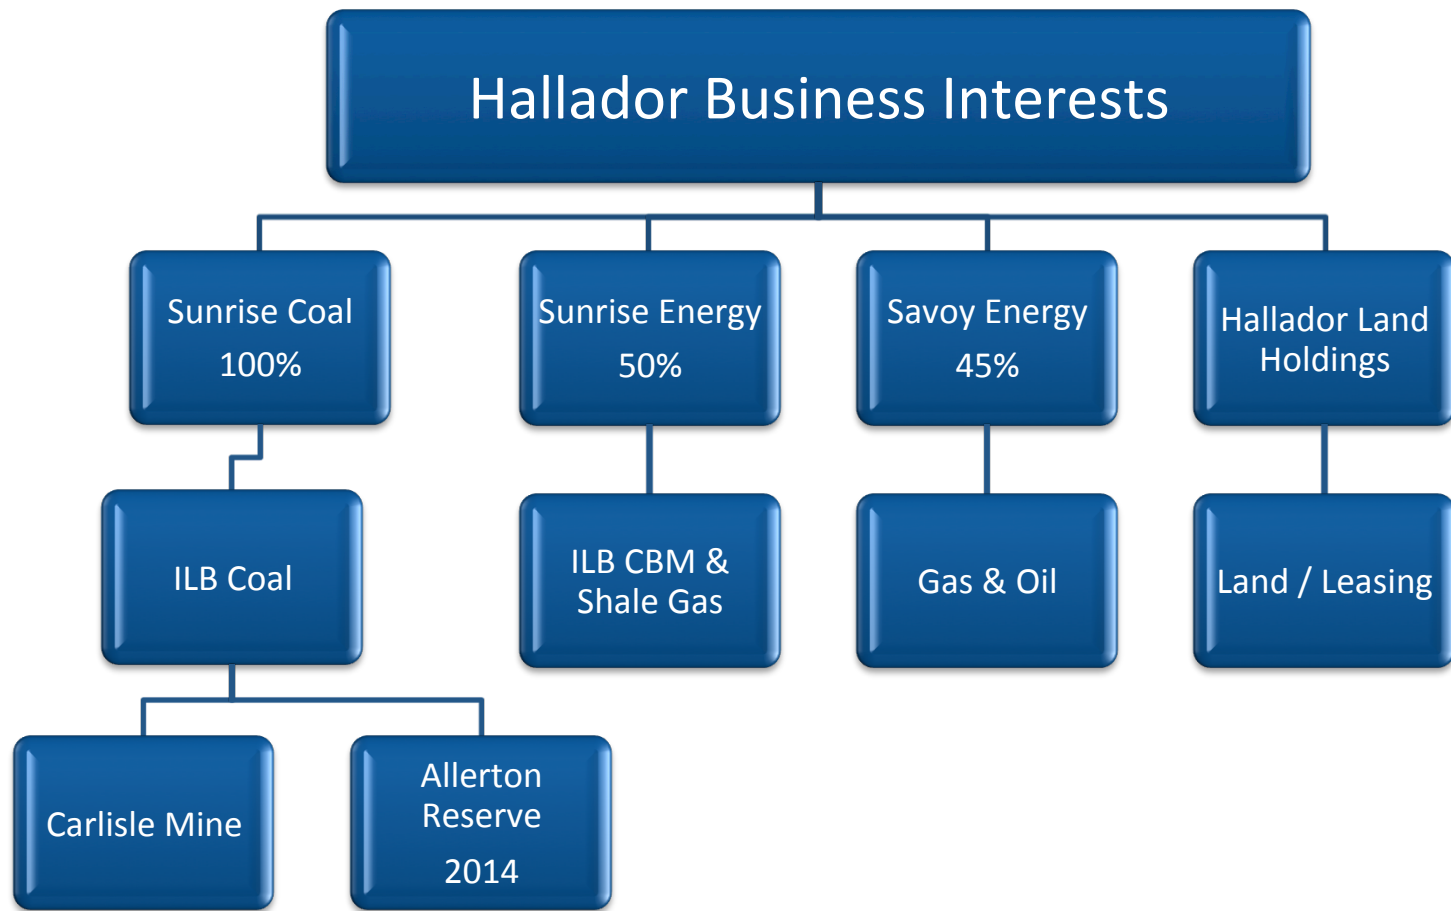 Hallador Business Interests
Sunrise Coal
100%
Sunrise Energy
50%
Savoy Energy
45%
Hallador Land
Holdings
ILB Coal
ILB CBM &
Shale Gas
Gas & Oil
Land / Leasing
Carlisle Mine
Allerton
Reserve
2014